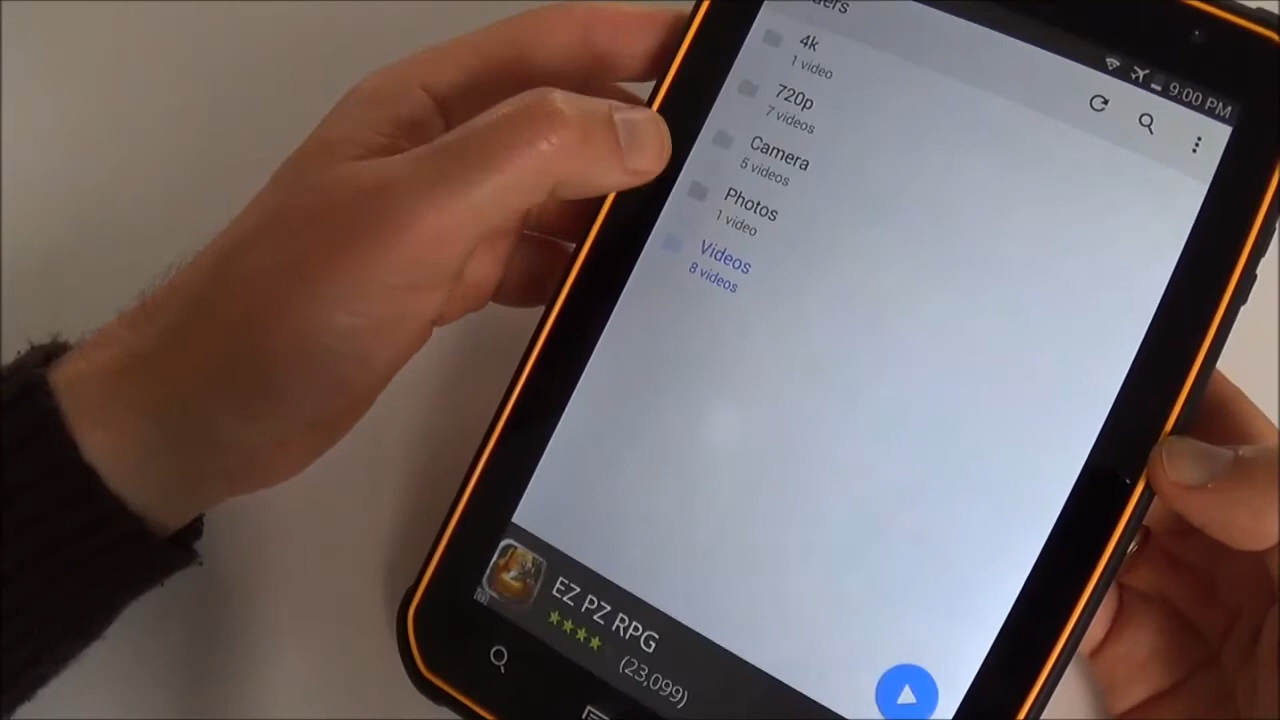 9:00 PM
4k
1 video
720p
7 videos
Camera
5 videos
Photos
1 video
Videos
8 videos
EZ PZ RPG
(23,099)